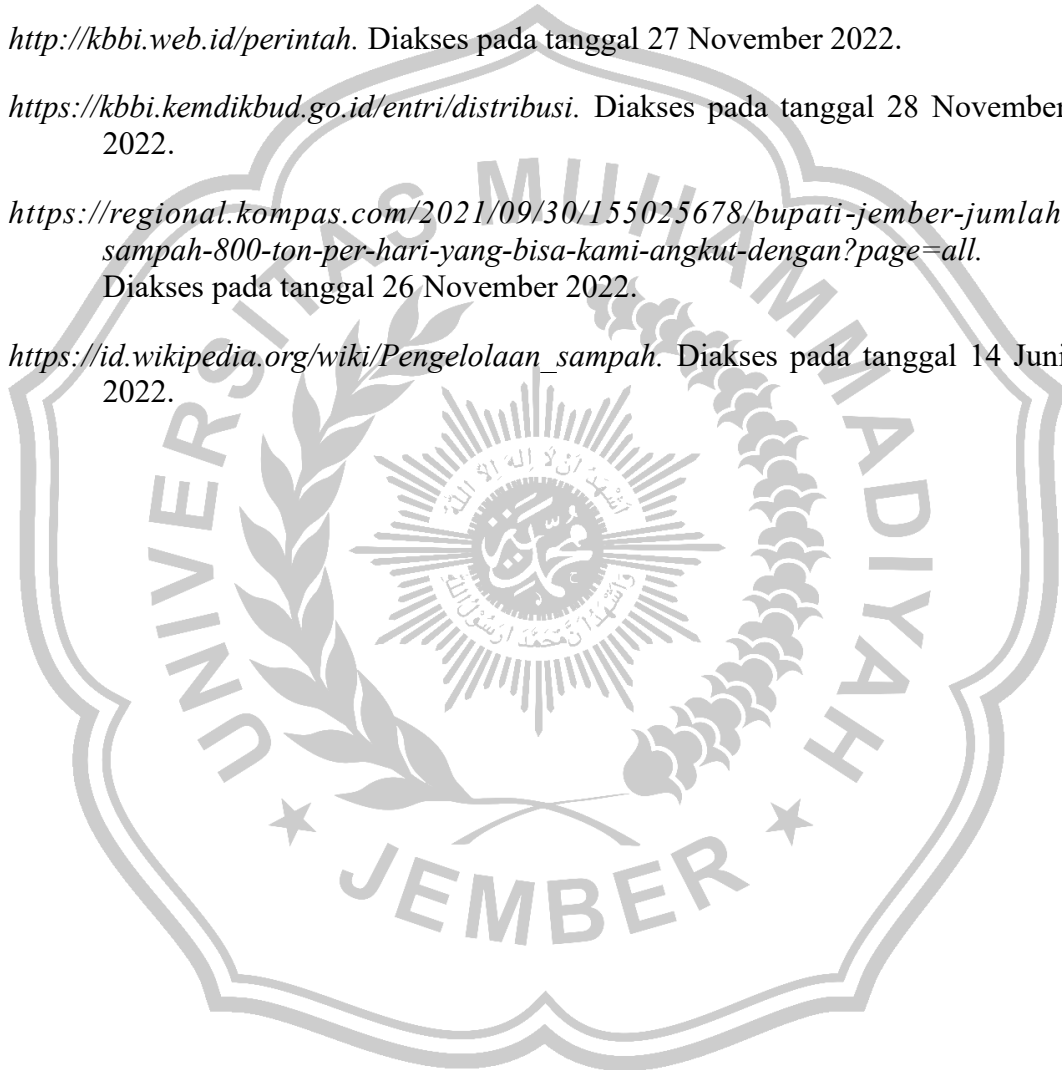 http://kbbi.web.id/perintah. Diakses pada tanggal 27 November 2022.
https://kbbi.kemdikbud.go.id/entri/distribusi. Diakses pada tanggal 28 November
2022.
https://regional.kompas.com/2021/09/30/155025678/bupati-jember-jumlah
sampah-800-ton-per-hari-yang-bisa-kami-angkut-dengan?page=all.
Diakses pada tanggal 26 November 2022.
https://id.wikipedia.org/wiki/Pengelolaan_sampah. Diakses pada tanggal 14 Juni
2022.
UNIVERSITAS MUHAMMADIYAH
JEMBER